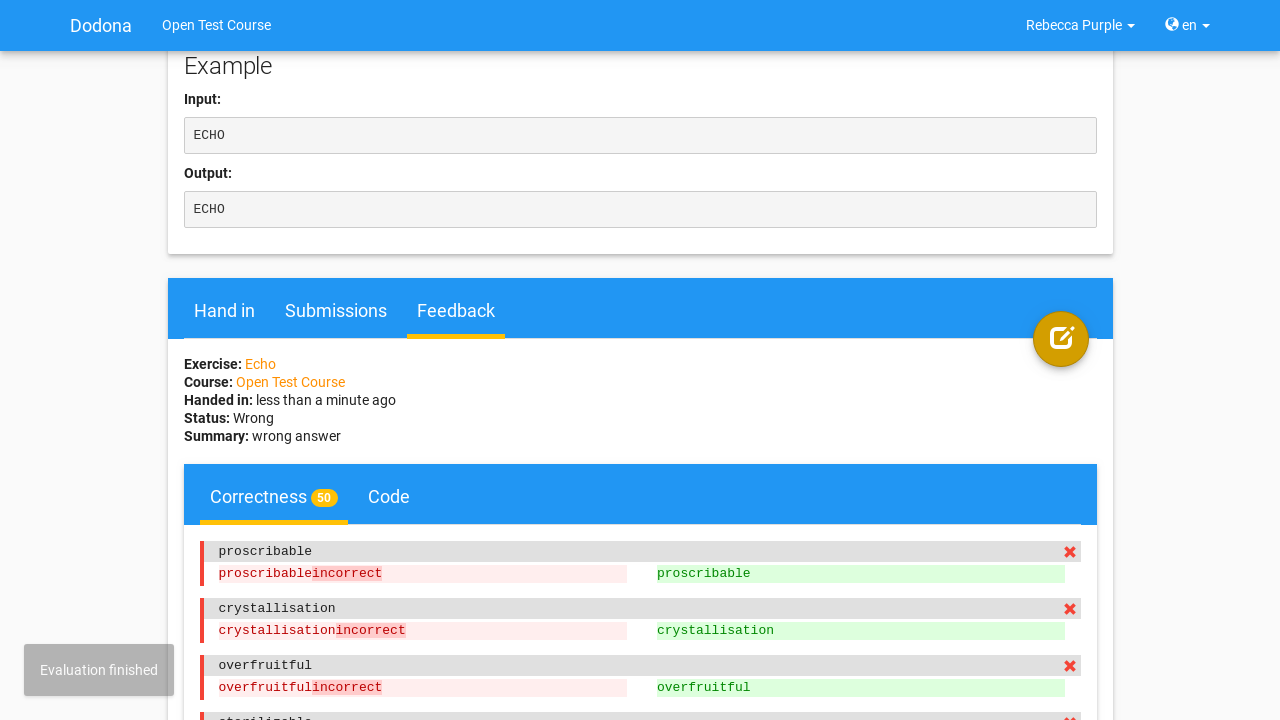 Dodona Open Test Course Rebecca Purple en
Example
Input:
ECHO
Output:
ECHO
Hand in Submissions Feedback
Exercise: Echo
Course: Open Test Course
Handed in: less than a minute ago
Status: Wrong
Summary: wrong answer
Correctness 50 Code
proscribable
proscribableincorrect proscribable
crystallisation
crystallisationincorrect crystallisation
overfruitful
Evaluation finished
overfruitfulincorrect overfruitful